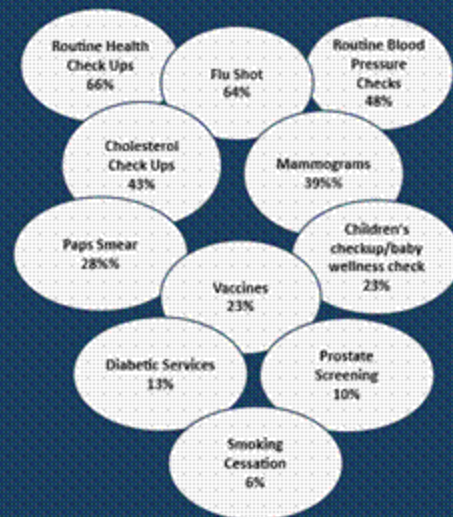 Routine Health
Check Ups
66%
Flu Shot
64%
Routine Blood
Pressure
Checks
48%
Cholesterol
Check Ups
43%
Mammograms
39%%
Paps Smear
28%%
Children's
checkup/baby
wellness check
23%
Vaccines
23%
Diabetic Services
13%
Prostate
Screening
10%
Smoking
Cessation
6%